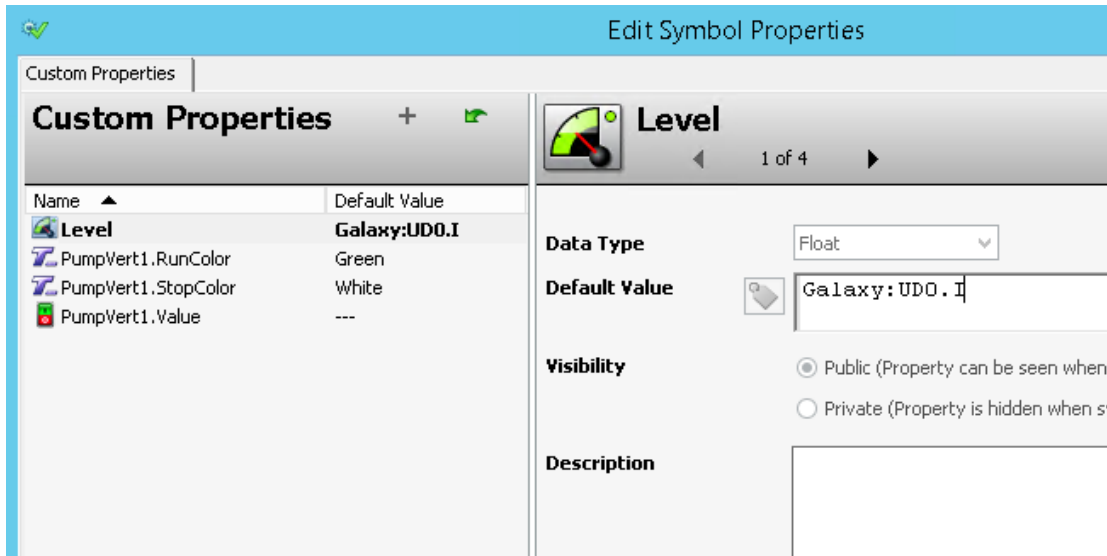 Edit Symbol Properties
Custom Properties
Custom Properties
Name Default Value
Level Galaxy:UD0.I
PumpVert1.RunColor Green
PumpVert1.StopColor White
PumpVert1.Value ---
Level
1 of 4
Data Type Float
Default Value Galaxy:UDO.I
Visibility Public (Property can be seen when
Private (Property is hidden when
Description